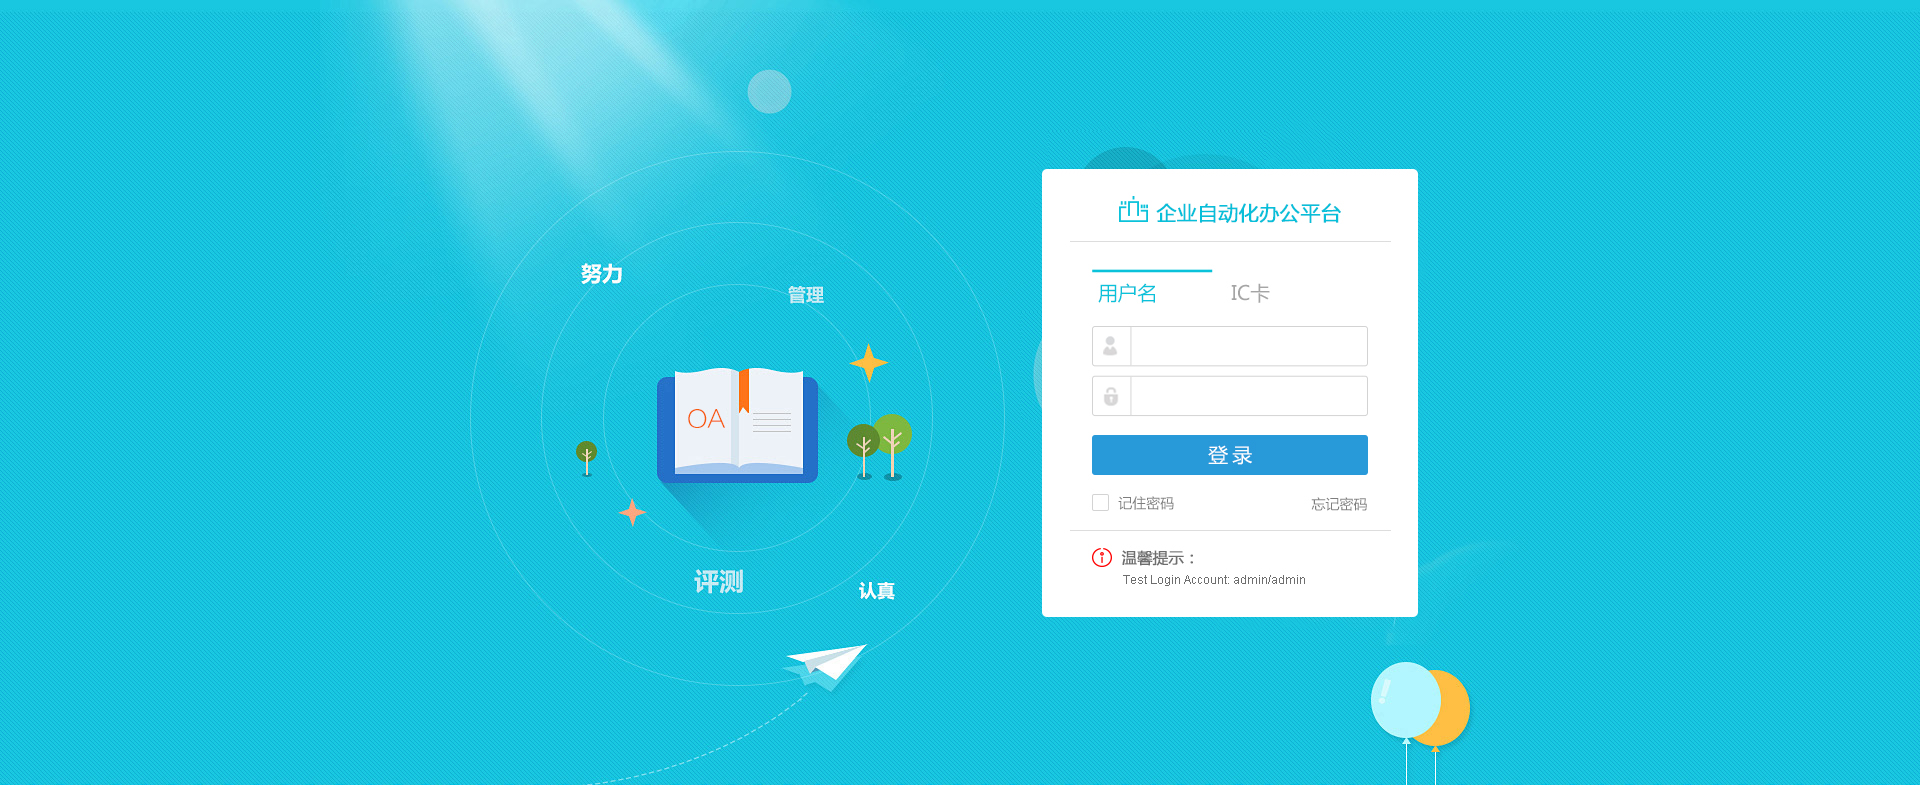 努力
管理
OA
评测
认真
企业自动化办公平台
用户名
IC卡
登录
记住密码
忘记密码
温馨提示：
Test Login Account: admin/admin